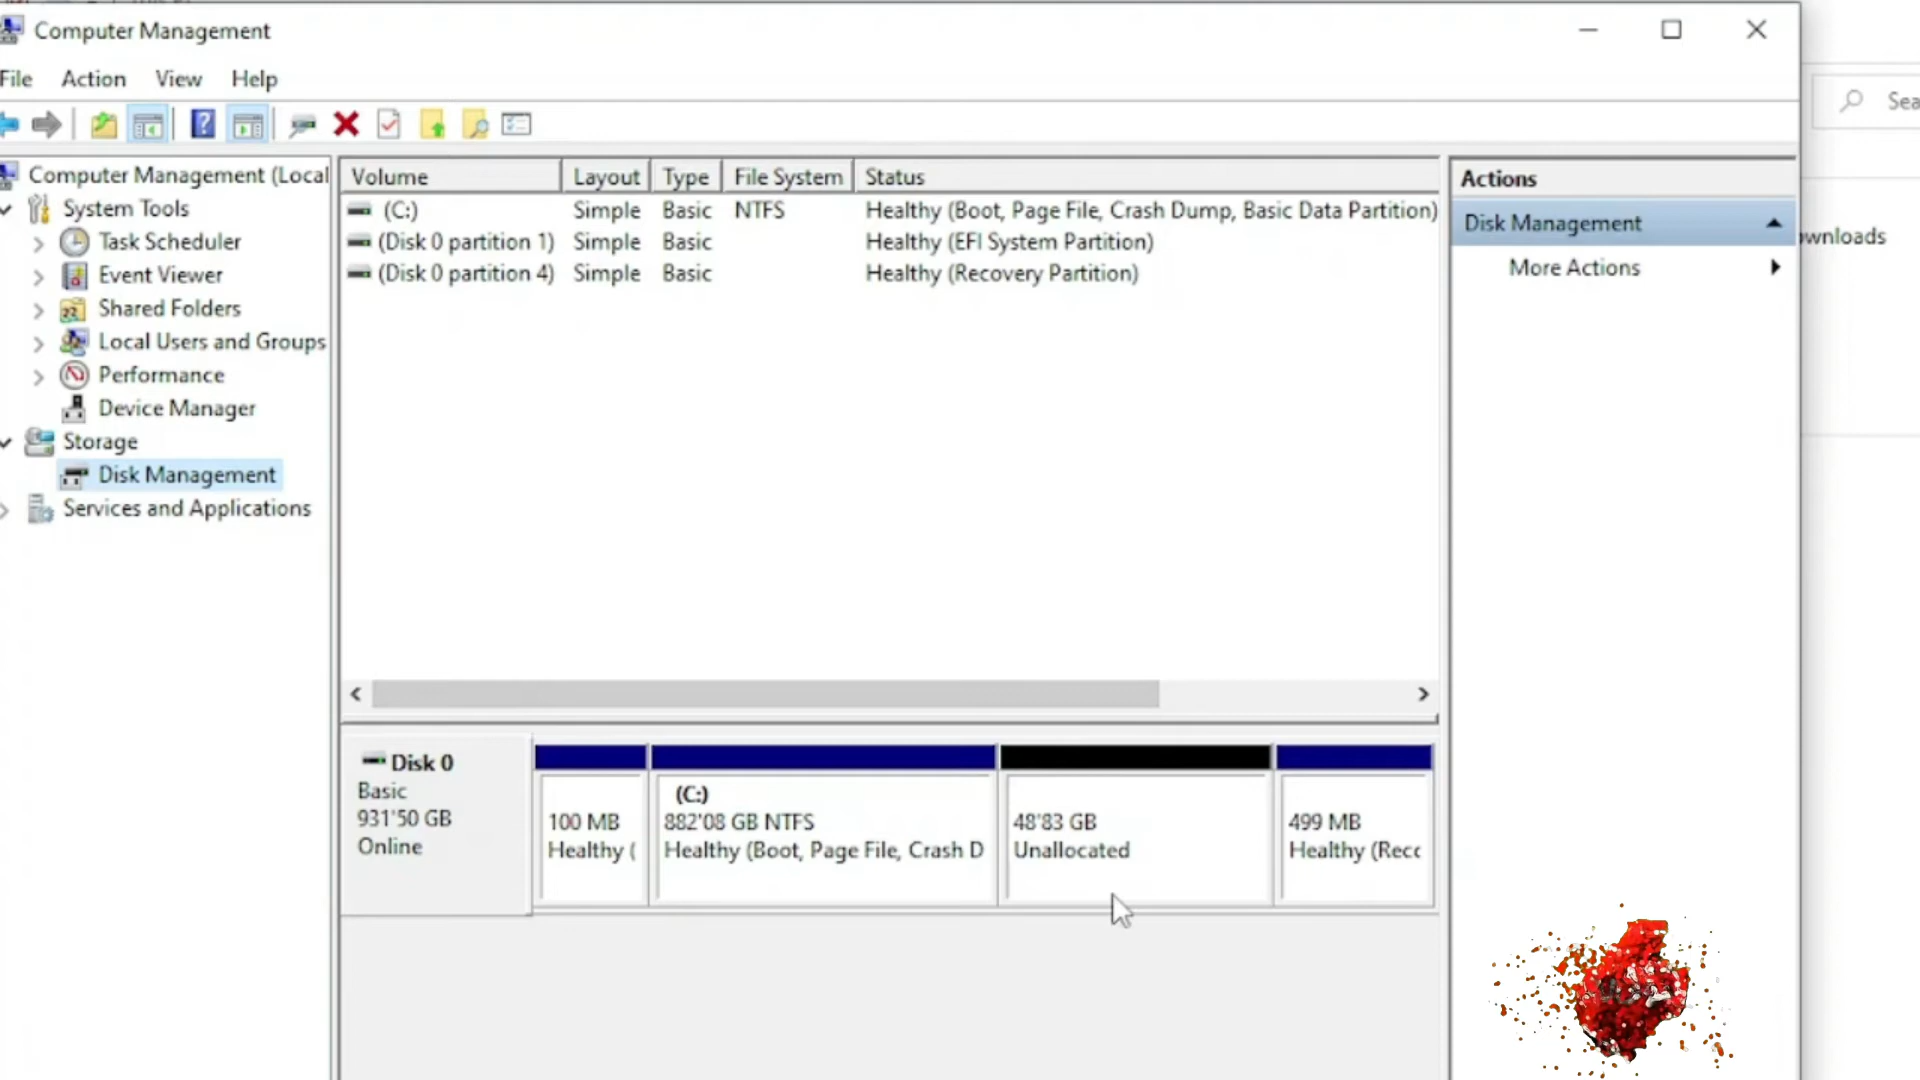 Computer Management
File Action View Help
Computer Management (Local
System Tools
Task Scheduler
Event Viewer
Shared Folders
Local Users and Groups
Performance
Device Manager
Storage
Disk Management
Services and Applications
Volume Layout Type File System Status
(C:) Simple Basic NTFS Healthy (Boot, Page File, Crash Dump, Basic Data Partition)
(Disk 0 partition 1) Simple Basic Healthy (EFI System Partition)
(Disk 0 partition 4) Simple Basic Healthy (Recovery Partition)
Disk 0
Basic
931'50 GB
Online
100 MB
Healthy (
(C:)
882'08 GB NTFS
Healthy (Boot, Page File, Crash D
48'83 GB
Unallocated
499 MB
Healthy (Recc
Actions
Disk Management
More Actions
Sea
ownloads